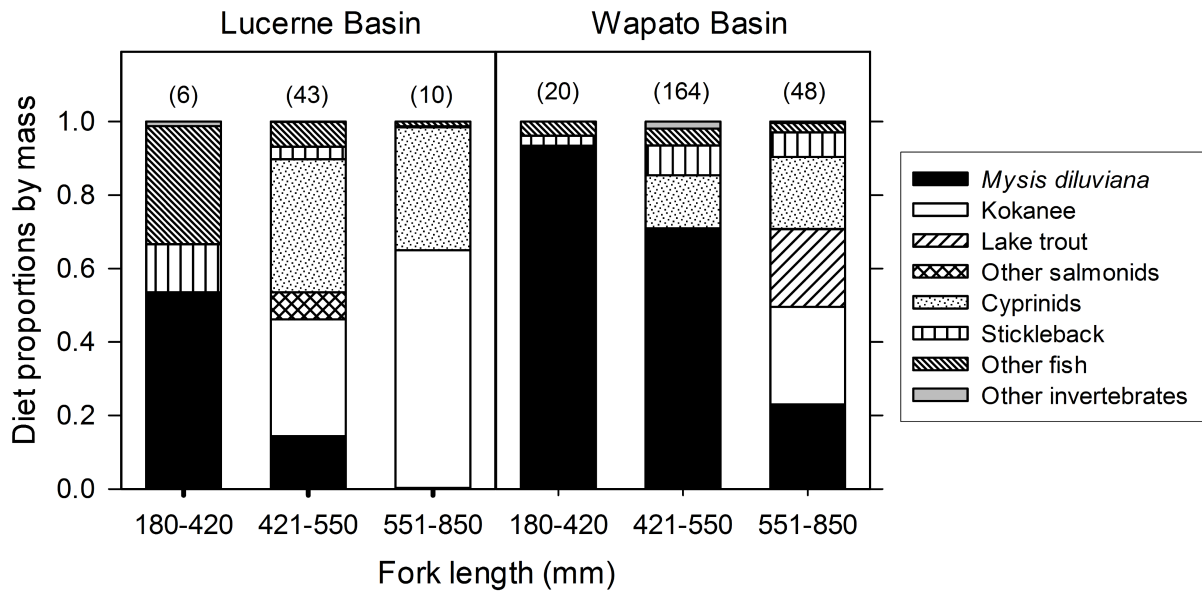 Lucerne Basin Wapato Basin
(6) (43) (10) (20) (164) (48)
Diet proportions by mass
1.0
0.8
0.6
0.4
0.2
0.0
180-420 421-550 551-850 180-420 421-550 551-850
Fork length (mm)
Mysis diluviana
Kokanee
Lake trout
Other salmonids
Cyprinids
Stickleback
Other fish
Other invertebrates